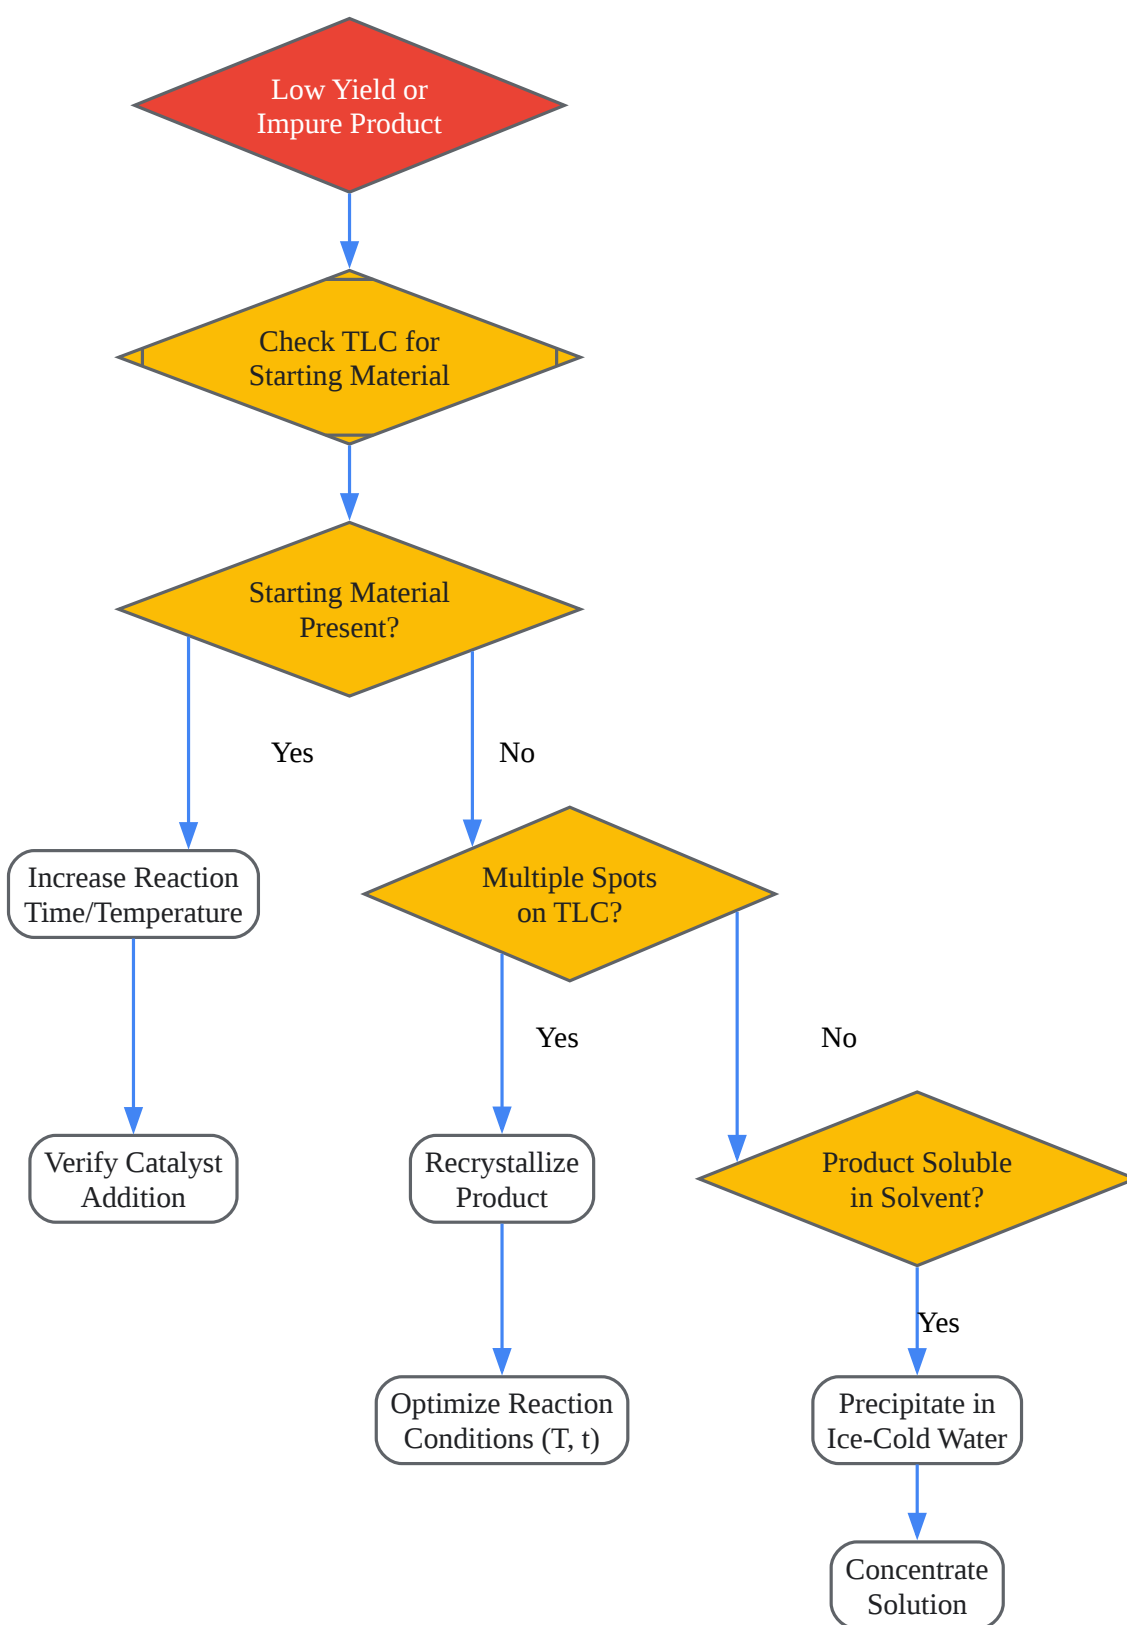 Low Yield or
Impure Product
Check TLC for
Starting Material
Starting Material
Present?
Yes
No
Increase Reaction
Time/Temperature
Multiple Spots
on TLC?
Yes
No
Verify Catalyst
Addition
Recrystallize
Product
Product Soluble
in Solvent?
Yes
Optimize Reaction
Conditions (T, t)
Precipitate in
Ice-Cold Water
Concentrate
Solution